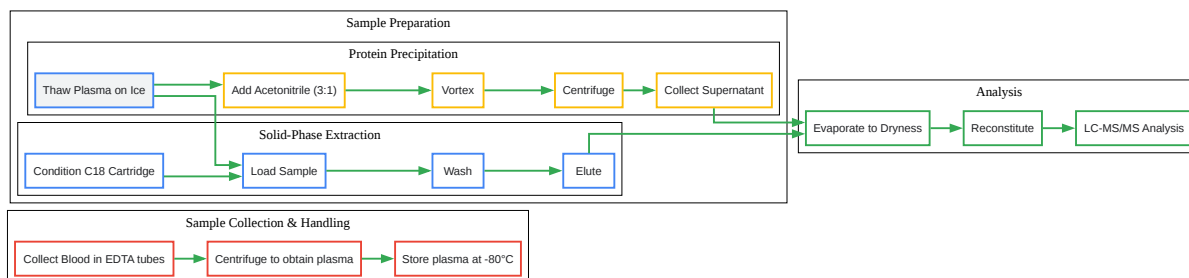 Sample Preparation
Protein Precipitation
Thaw Plasma on Ice
Add Acetonitrile (3:1)
Vortex
Centrifuge
Collect Supernatant
Solid-Phase Extraction
Condition C18 Cartridge
Load Sample
Wash
Elute
Analysis
Evaporate to Dryness
Reconstitute
LC-MS/MS Analysis
Sample Collection & Handling
Collect Blood in EDTA tubes
Centrifuge to obtain plasma
Store plasma at -80°C